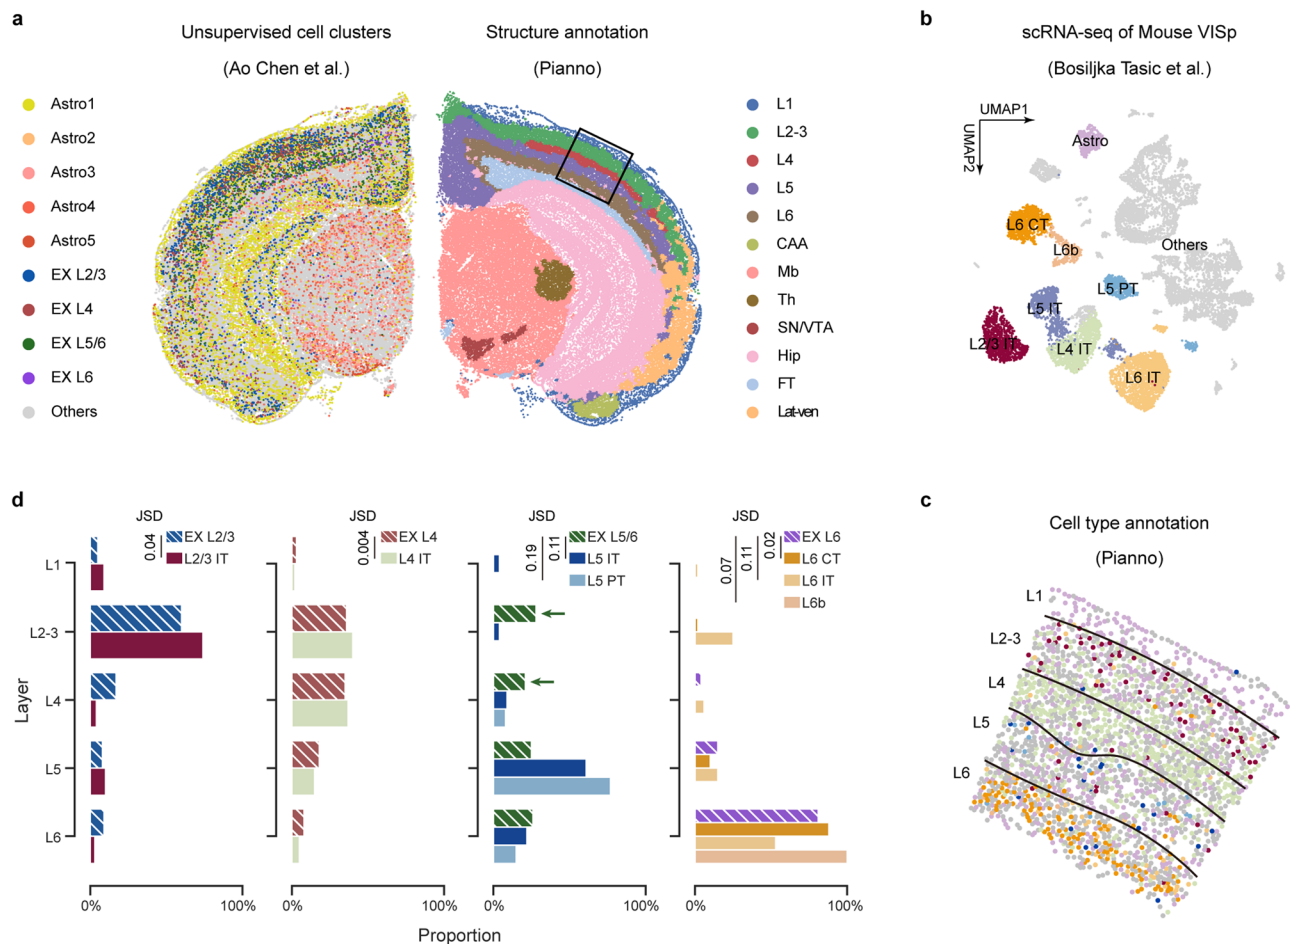 a
Unsupervised cell clusters
(Ao Chen et al.)
Structure annotation
(Pianno)
Astro1
Astro2
Astro3
Astro4
Astro5
EX L2/3
EX L4
EX L5/6
EX L6
Others
L1
L2-3
L4
L5
L6
CAA
Mb
Th
SN/VTA
Hip
FT
Lat-ven
b
scRNA-seq of Mouse VISp
(Bosiljka Tasic et al.)
UMAP1
UMAP2
Astro
L6 CT
L6b
Others
L5 PT
L5 IT
L2/3 IT
L4 IT
L6 IT
d
JSD
0.04
EX L2/3
L2/3 IT
JSD
0.004
EX L4
L4 IT
JSD
0.19
0.11
EX L5/6
L5 IT
L5 PT
JSD
0.07
0.11
0.02
EX L6
L6 CT
L6 IT
L6b
Layer
L1
L2-3
L4
L5
L6
0%
100%
0%
100%
0%
100%
0%
100%
Proportion
c
Cell type annotation
(Pianno)
L1
L2-3
L4
L5
L6